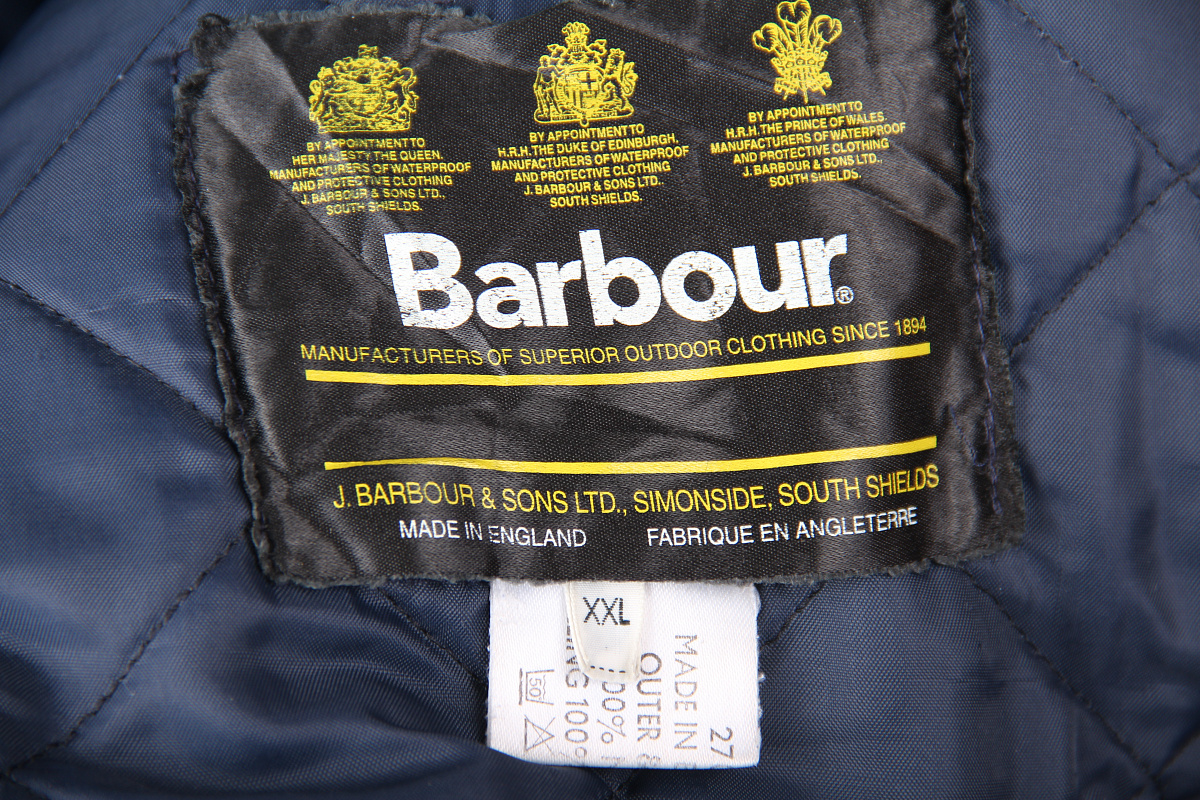 BY APPOINTMENT TO
HER MAJESTY THE QUEEN.
MANUFACTURERS OF WATERPROOF
AND PROTECTIVE CLOTHING
J. BARBOUR & SONS LTD.,
SOUTH SHIELDS.
BY APPOINTMENT TO
H.R.H. THE DUKE OF EDINBURGH.
MANUFACTURERS OF WATERPROOF
AND PROTECTIVE CLOTHING
J. BARBOUR & SONS LTD..
SOUTH SHIELDS.
BY APPOINTMENT TO
H.R.H. THE PRINCE OF WALES.
MANUFACTURERS OF WATERPROOF
AND PROTECTIVE CLOTHING
J. BARBOUR & SONS LTD..
SOUTH SHIELDS.
Barbour®
MANUFACTURERS OF SUPERIOR OUTDOOR CLOTHING SINCE 1894
J. BARBOUR & SONS LTD., SIMONSIDE, SOUTH SHIELDS
MADE IN ENGLAND FABRIQUE EN ANGLETERRE
XXL
27
MADE IN
OUTER &
00%
100%
50